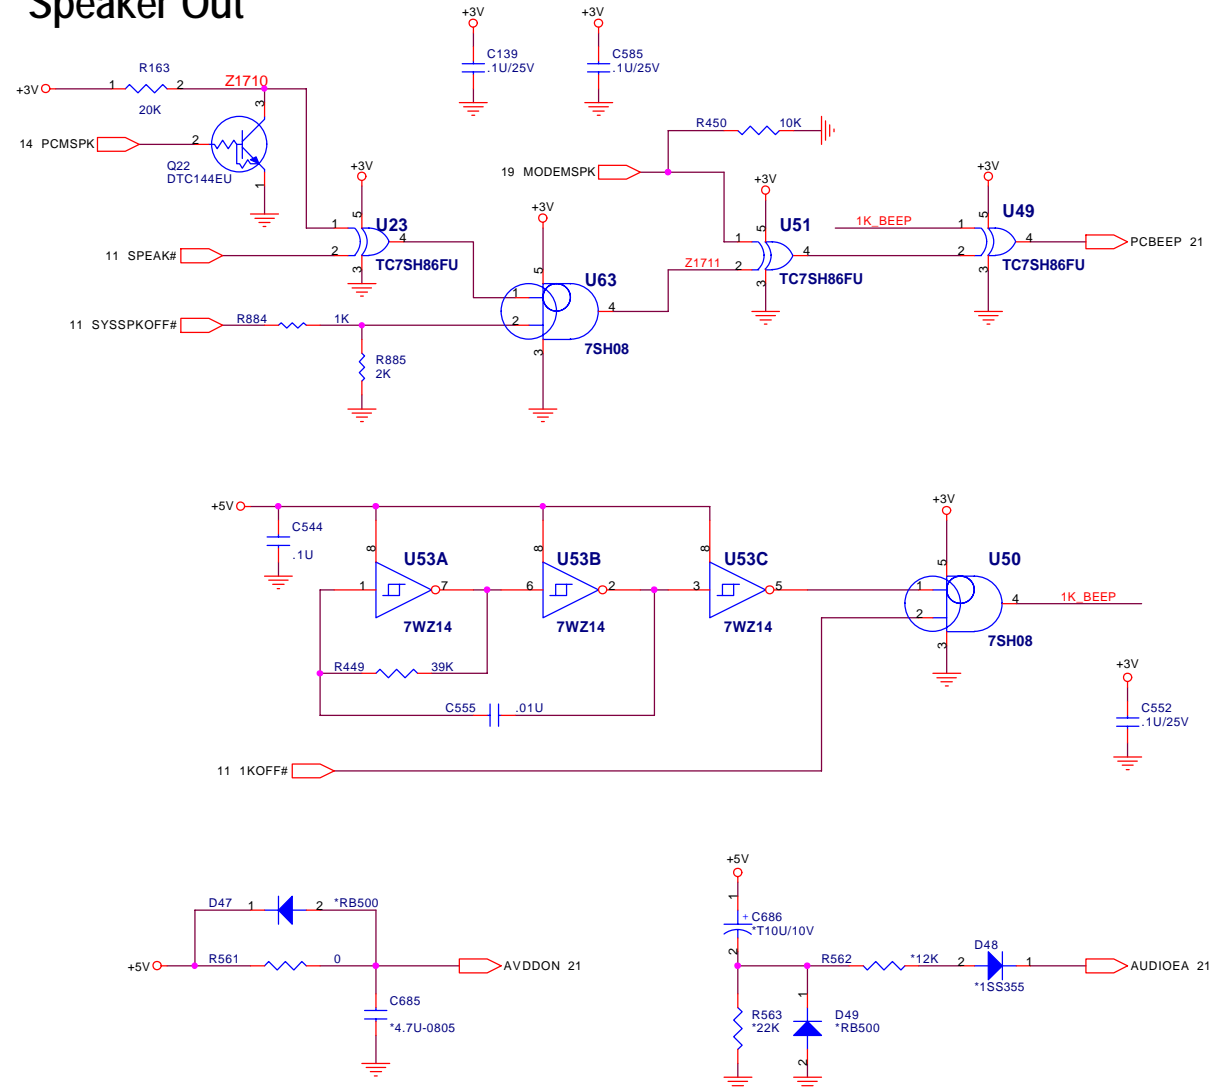 Speaker Out
+3V
C139
.1U/25V
+3V
C585
.1U/25V
+3V
1
R163
2
20K
Z1710
3
14 PCMSPK
2
Q22
DTC144EU
1
R450
10K
19 MODEMSPK
+3V
5
U23
1
2
4
3
TC7SH86FU
11 SPEAK#
+3V
5
U63
1
2
4
3
7SH08
11 SYSSPKOFF#
R884
1K
R885
2K
Z1711
+3V
5
U51
1
2
4
3
TC7SH86FU
1K_BEEP
+3V
5
U49
1
2
4
3
TC7SH86FU
PCBEEP 21
+5V
C544
.1U
8
U53A
1
7
7WZ14
8
U53B
6
2
7WZ14
8
U53C
3
5
7WZ14
R449
39K
C555
.01U
11 1KOFF#
+3V
5
U50
1
2
4
3
7SH08
1K_BEEP
+3V
C552
.1U/25V
D47
1
2
*RB500
+5V
R561
0
AVDDON 21
C685
*4.7U-0805
+5V
1
+
C686
*T10U/10V
2
R562
*12K
D48
2
1
*1SS355
AUDIOEA 21
R563
*22K
1
D49
*RB500
2